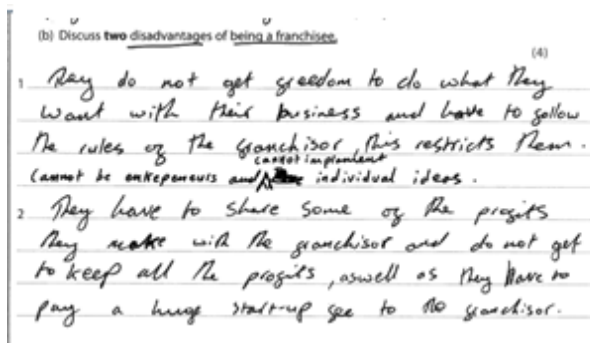 (b) Discuss two disadvantages of being a franchisee.
(4)
1 They do not get freedom to do what they
want with their business and have to follow
the rules of the franchisor, this restricts them.
cannot implement
Cannot be entrepeneurs and individual ideas.
2 They have to share some of the profits
they make with the franchisor and do not get
to keep all the profits, aswell as they have to
pay a huge start-up fee to the franchisor.